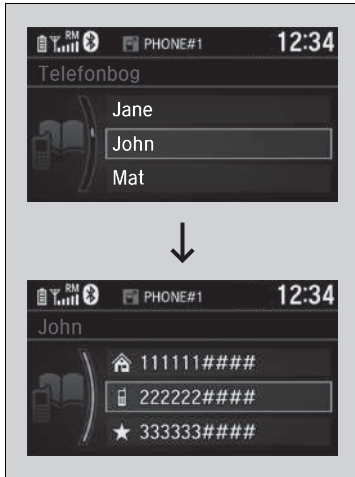 RM PHONE#1 12:34
Telefonbog
Jane
John
Mat
RM PHONE#1 12:34
John
111111####
222222####
333333####